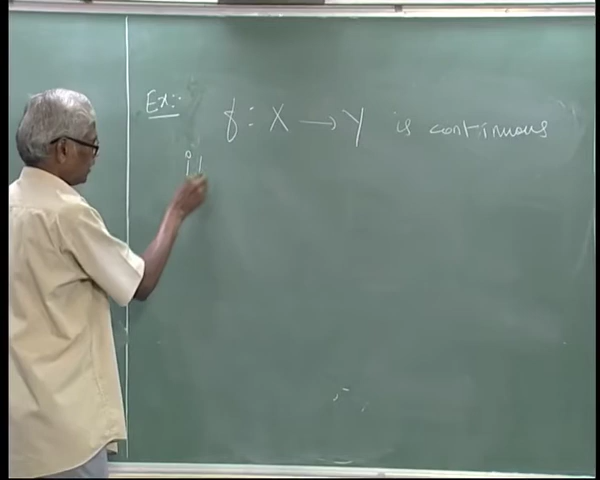 Ex:-
f : X → Y is continuous
if